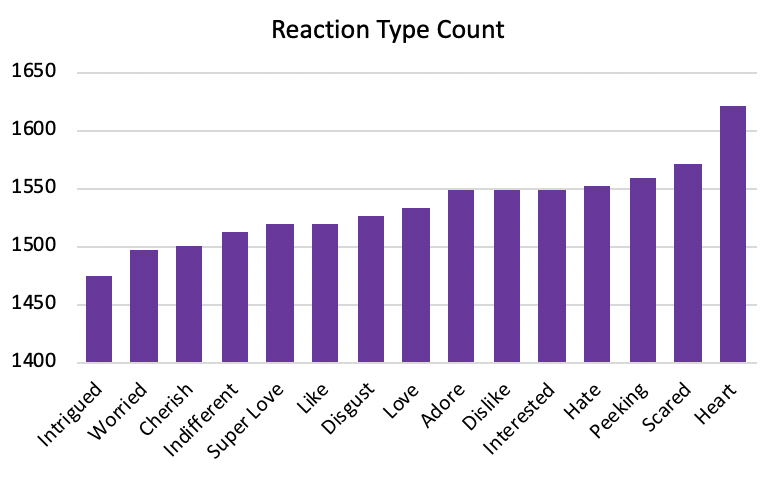 Reaction Type Count
1650
1600
1550
1500
1450
1400
Intrigued
Worried
Cherish
Indifferent
Super Love
Like
Disgust
Love
Adore
Dislike
Interested
Hate
Peeking
Scared
Heart